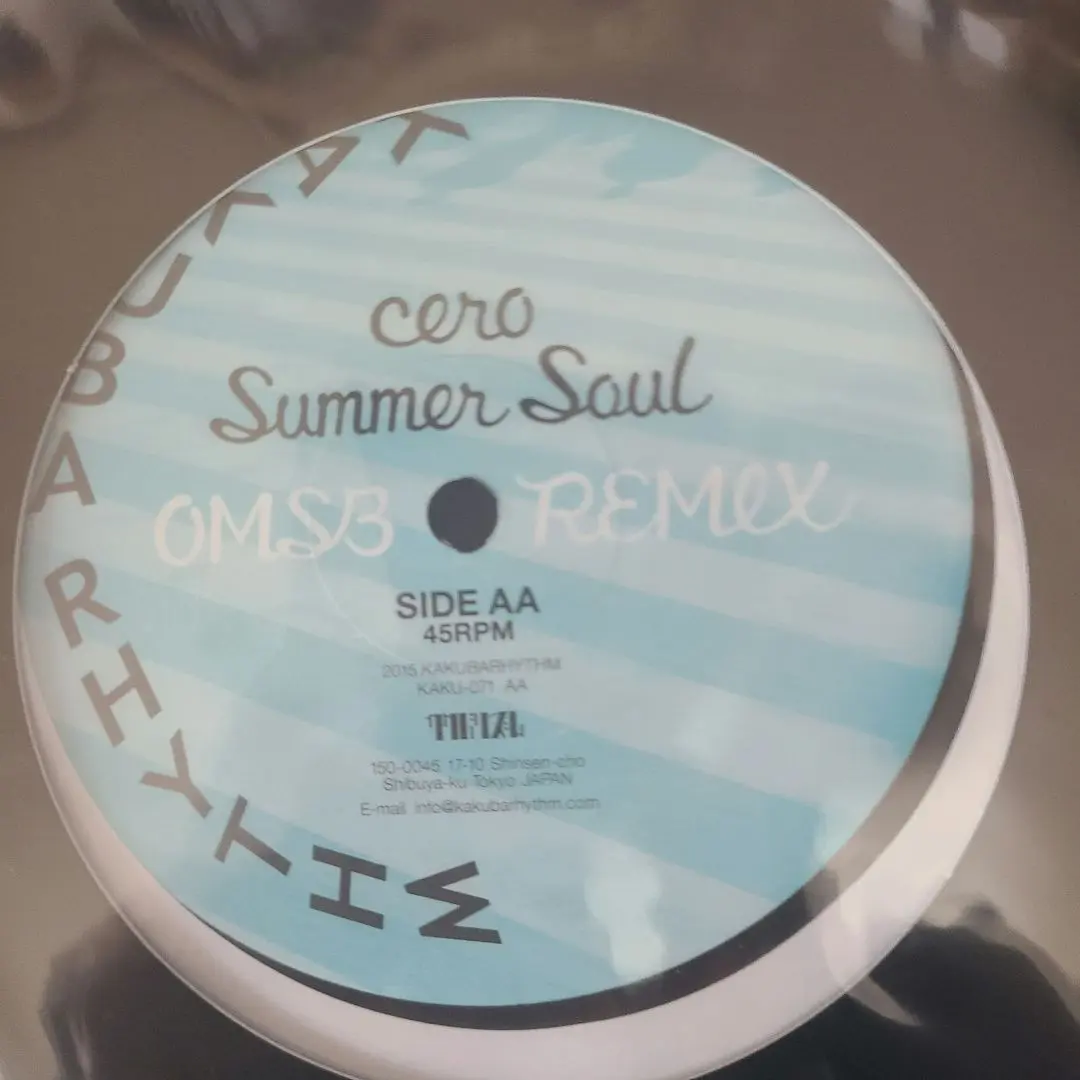 KAKUBARHYTHM
cero
Summer Soul
OMSB REMIX
SIDE AA
45RPM
2015 KAKUBARHYTHM
KAKU-071 AA
150-0045 17-10 Shinsen-cho
Shibuya-ku Tokyo JAPAN
E-mail info@kakubarhythm.com